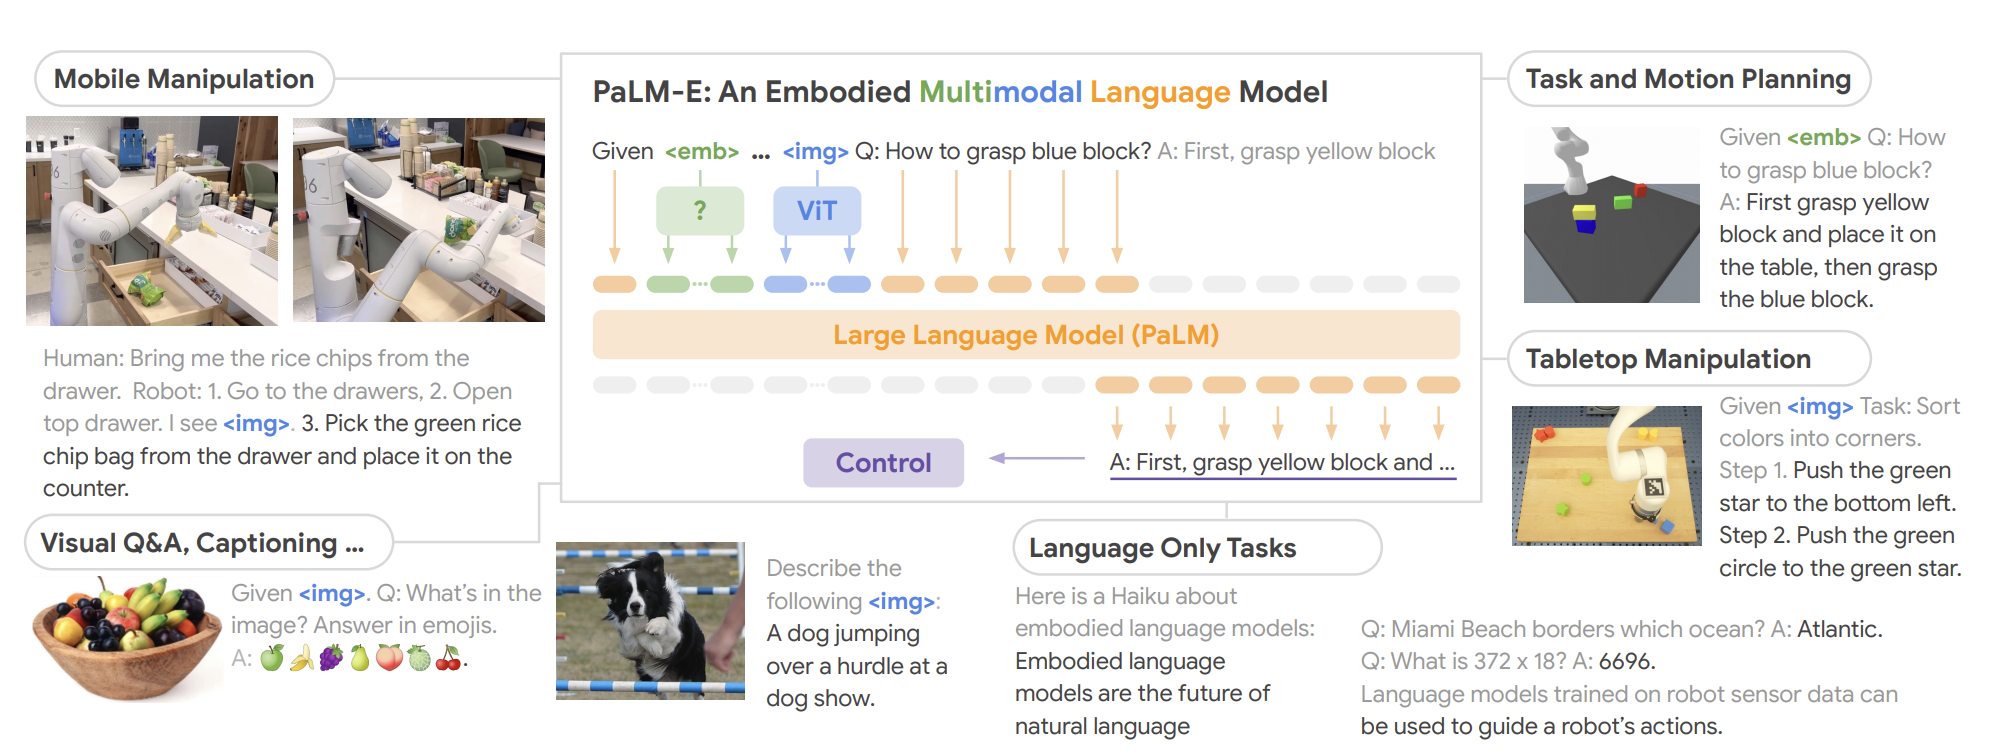 Mobile Manipulation
Human: Bring me the rice chips from the
drawer. Robot: 1. Go to the drawers, 2. Open
top drawer. I see <img>. 3. Pick the green rice
chip bag from the drawer and place it on the
counter.
Visual Q&A, Captioning ...
Given <img>. Q: What's in the
image? Answer in emojis.
A: 🍏🍌🍇🍐🍑🍈🍒.
PaLM-E: An Embodied Multimodal Language Model
Given <emb> ... <img> Q: How to grasp blue block? A: First, grasp yellow block
?
ViT
Large Language Model (PaLM)
Control
A: First, grasp yellow block and ...
Describe the
following <img>:
A dog jumping
over a hurdle at a
dog show.
Language Only Tasks
Here is a Haiku about
embodied language models:
Embodied language
models are the future of
natural language
Q: Miami Beach borders which ocean? A: Atlantic.
Q: What is 372 x 18? A: 6696.
Language models trained on robot sensor data can
be used to guide a robot's actions.
Task and Motion Planning
Given <emb> Q: How
to grasp blue block?
A: First grasp yellow
block and place it on
the table, then grasp
the blue block.
Tabletop Manipulation
Given <img> Task: Sort
colors into corners.
Step 1. Push the green
star to the bottom left.
Step 2. Push the green
circle to the green star.